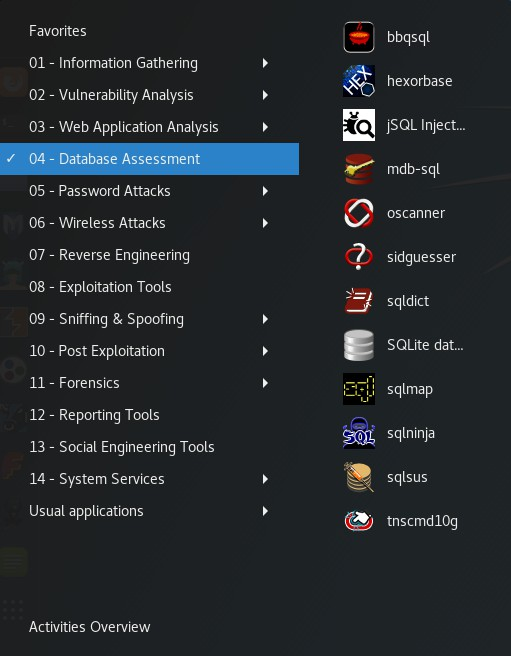 Favorites
01 - Information Gathering
02 - Vulnerability Analysis
03 - Web Application Analysis
04 - Database Assessment
05 - Password Attacks
06 - Wireless Attacks
07 - Reverse Engineering
08 - Exploitation Tools
09 - Sniffing & Spoofing
10 - Post Exploitation
11 - Forensics
12 - Reporting Tools
13 - Social Engineering Tools
14 - System Services
Usual applications
Activities Overview
bbqsql
HEX
hexorbase
jSQL Inject...
mdb-sql
oscanner
sidguesser
sqldict
SQLite dat...
sql
sqlmap
SQL
sqlninja
sqlsus
tnscmd10g